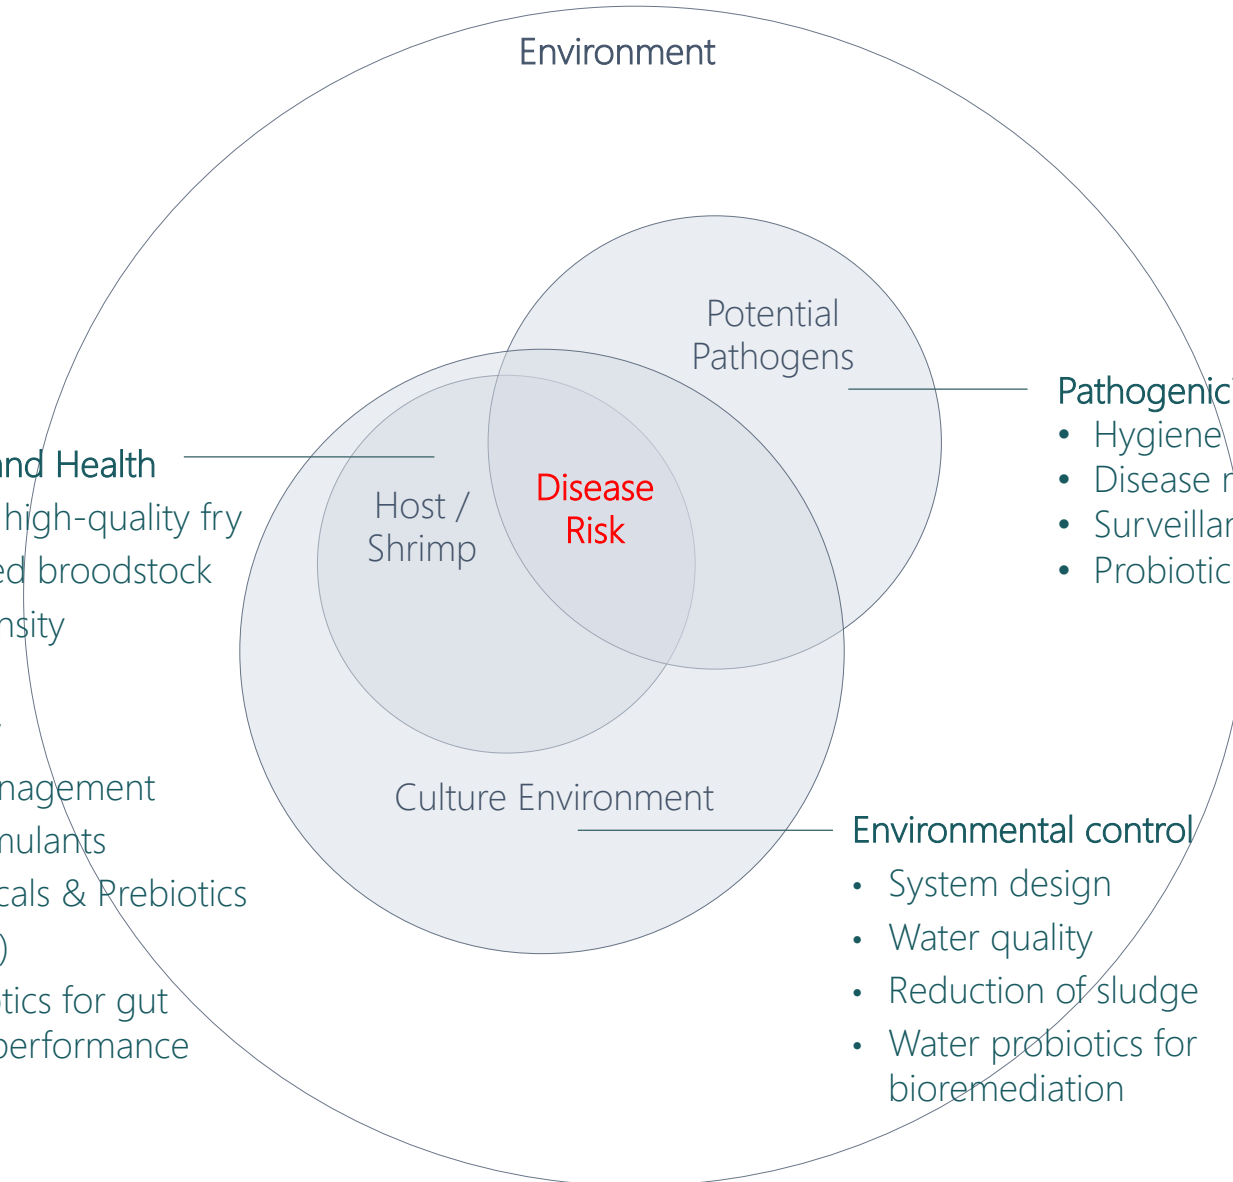 Environment
Potential
Pathogens
Pathogenic
• Hygiene
• Disease
• Surveillan
• Probiotic
and Health
high-quality fry
ed broodstock
nsity
Host /
Shrimp
Disease
Risk
nagement
mulants
cals & Prebiotics
)
tics for gut
performance
Culture Environment
Environmental control
• System design
• Water quality
• Reduction of sludge
• Water probiotics for
bioremediation